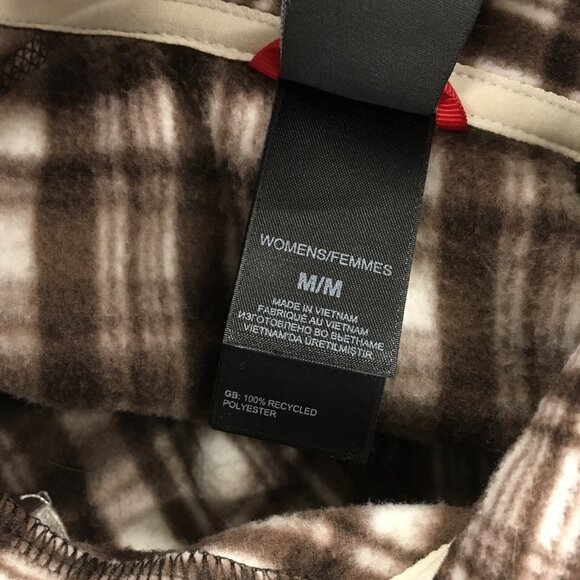 WOMENS/FEMMES
M/M
MADE IN VIETNAM
FABRIQUÉ AU VIETNAM
ИЗГОТОВЛЕНО ВО ВЬЕТНАМЕ
VIETNAM'DA ÜRETILMIŞTIR
GB: 100% RECYCLED
POLYESTER